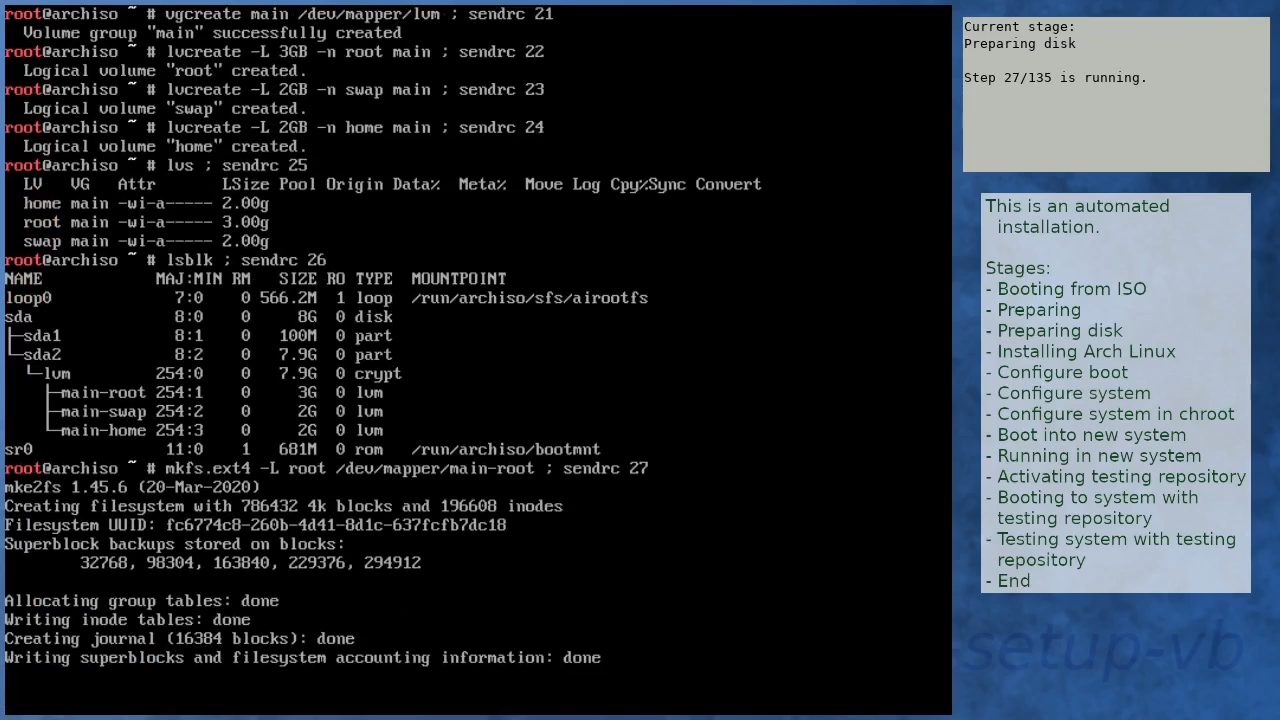 root@archiso ~ # vgcreate main /dev/mapper/lvm ; sendrc 21
  Volume group "main" successfully created
root@archiso ~ # lvcreate -L 3GB -n root main ; sendrc 22
  Logical volume "root" created.
root@archiso ~ # lvcreate -L 2GB -n swap main ; sendrc 23
  Logical volume "swap" created.
root@archiso ~ # lvcreate -L 2GB -n home main ; sendrc 24
  Logical volume "home" created.
root@archiso ~ # lvs ; sendrc 25
  LV   VG   Attr       LSize Pool Origin Data%  Meta%  Move Log Cpy%Sync Convert
  home main -wi-a----- 2.00g
  root main -wi-a----- 3.00g
  swap main -wi-a----- 2.00g
root@archiso ~ # lsblk ; sendrc 26
NAME            MAJ:MIN RM   SIZE RO TYPE  MOUNTPOINT
loop0             7:0    0 566.2M  1 loop  /run/archiso/sfs/airootfs
sda               8:0    0     8G  0 disk
├─sda1            8:1    0   100M  0 part
└─sda2            8:2    0   7.9G  0 part
  └─lvm         254:0    0   7.9G  0 crypt
    ├─main-root 254:1    0     3G  0 lvm
    ├─main-swap 254:2    0     2G  0 lvm
    └─main-home 254:3    0     2G  0 lvm
sr0              11:0    1   681M  0 rom   /run/archiso/bootmnt
root@archiso ~ # mkfs.ext4 -L root /dev/mapper/main-root ; sendrc 27
mke2fs 1.45.6 (20-Mar-2020)
Creating filesystem with 786432 4k blocks and 196608 inodes
Filesystem UUID: fc6774c8-260b-4d41-8d1c-637fcfb7dc18
Superblock backups stored on blocks:
        32768, 98304, 163840, 229376, 294912

Allocating group tables: done
Writing inode tables: done
Creating journal (16384 blocks): done
Writing superblocks and filesystem accounting information: done
Current stage:
Preparing disk
Step 27/135 is running.
This is an automated
installation.
Stages:
- Booting from ISO
- Preparing
- Preparing disk
- Installing Arch Linux
- Configure boot
- Configure system
- Configure system in chroot
- Boot into new system
- Running in new system
- Activating testing repository
- Booting to system with
testing repository
- Testing system with testing
repository
- End
-setup-vb